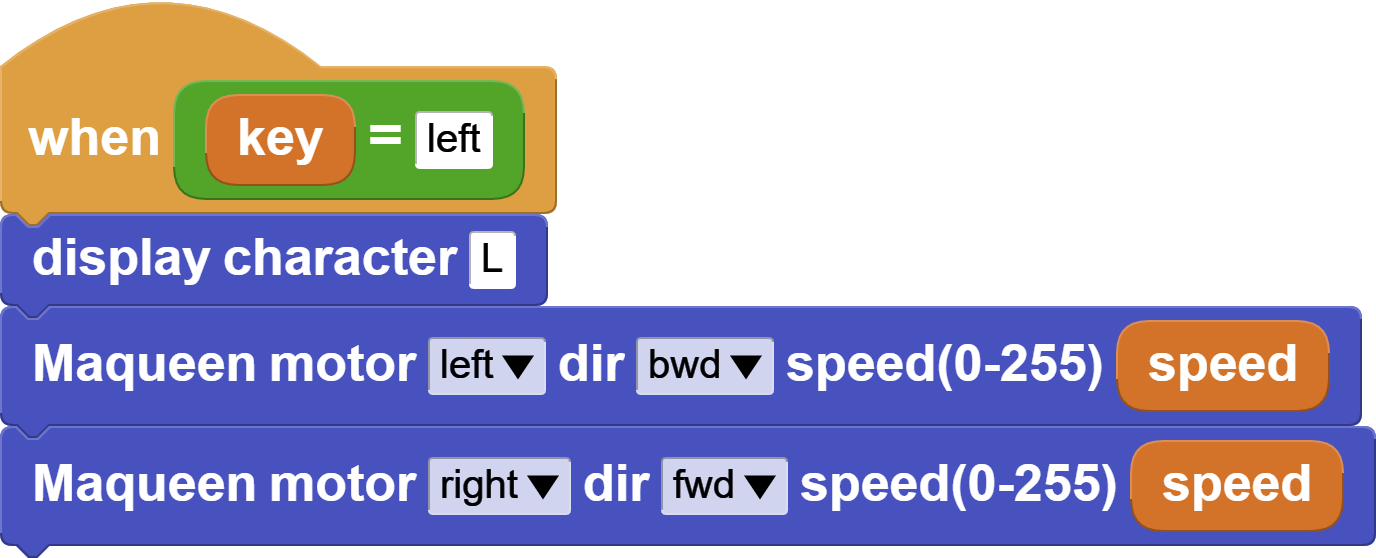 when key = left
display character L
Maqueen motor left dir bwd speed(0-255) speed
Maqueen motor right dir fwd speed(0-255) speed